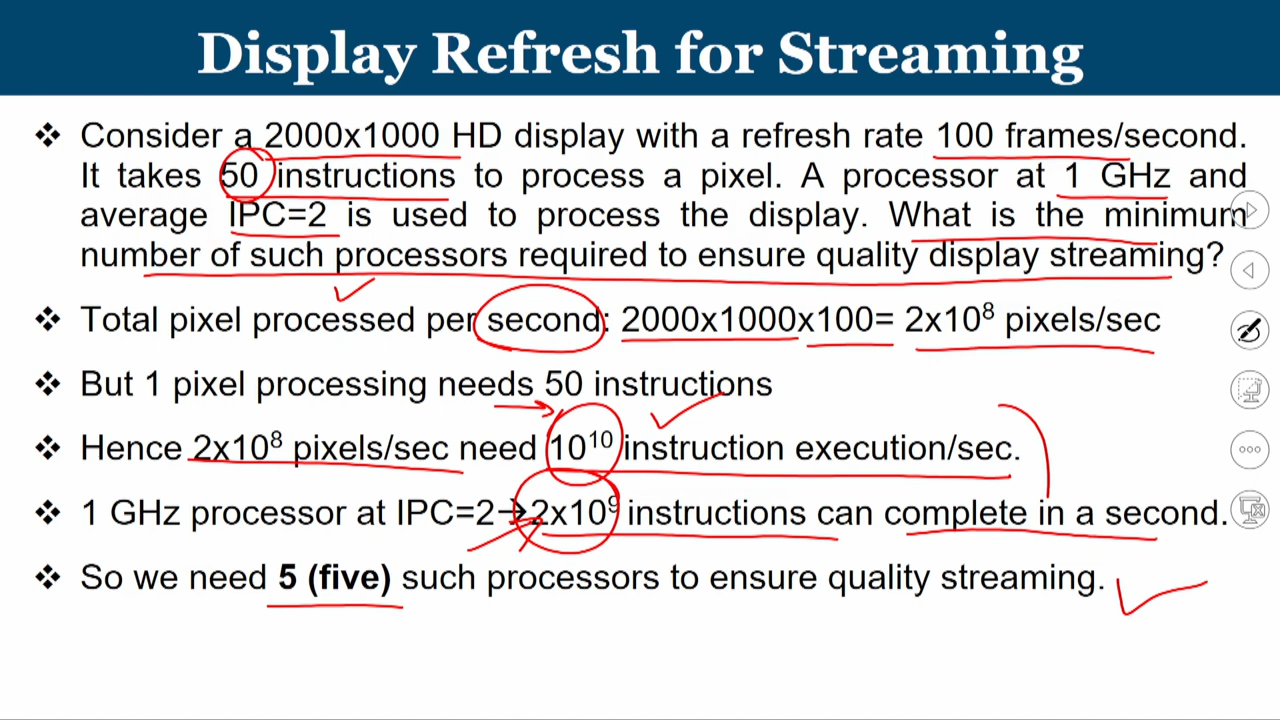 Display Refresh for Streaming
❖ Consider a 2000x1000 HD display with a refresh rate 100 frames/second.
It takes 50 instructions to process a pixel. A processor at 1 GHz and
average IPC=2 is used to process the display. What is the minimum
number of such processors required to ensure quality display streaming?
❖ Total pixel processed per second: 2000x1000x100= 2x10⁸ pixels/sec
❖ But 1 pixel processing needs 50 instructions
❖ Hence 2x10⁸ pixels/sec need 10¹⁰ instruction execution/sec.
❖ 1 GHz processor at IPC=2→2x10⁹ instructions can complete in a second.
❖ So we need 5 (five) such processors to ensure quality streaming.